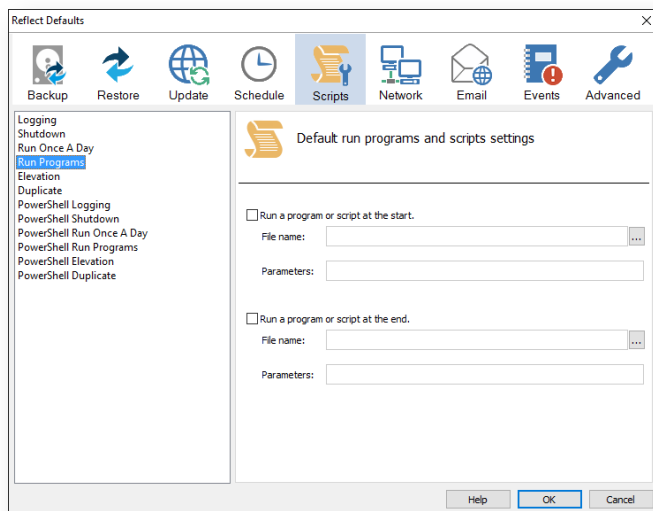 Reflect Defaults
Backup
Restore
Update
Schedule
Scripts
Network
Email
Events
Advanced
Logging
Shutdown
Run Once A Day
Run Programs
Elevation
Duplicate
PowerShell Logging
PowerShell Shutdown
PowerShell Run Once A Day
PowerShell Run Programs
PowerShell Elevation
PowerShell Duplicate
Default run programs and scripts settings
Run a program or script at the start.
File name:
...
Parameters:
Run a program or script at the end.
File name:
...
Parameters:
Help
OK
Cancel